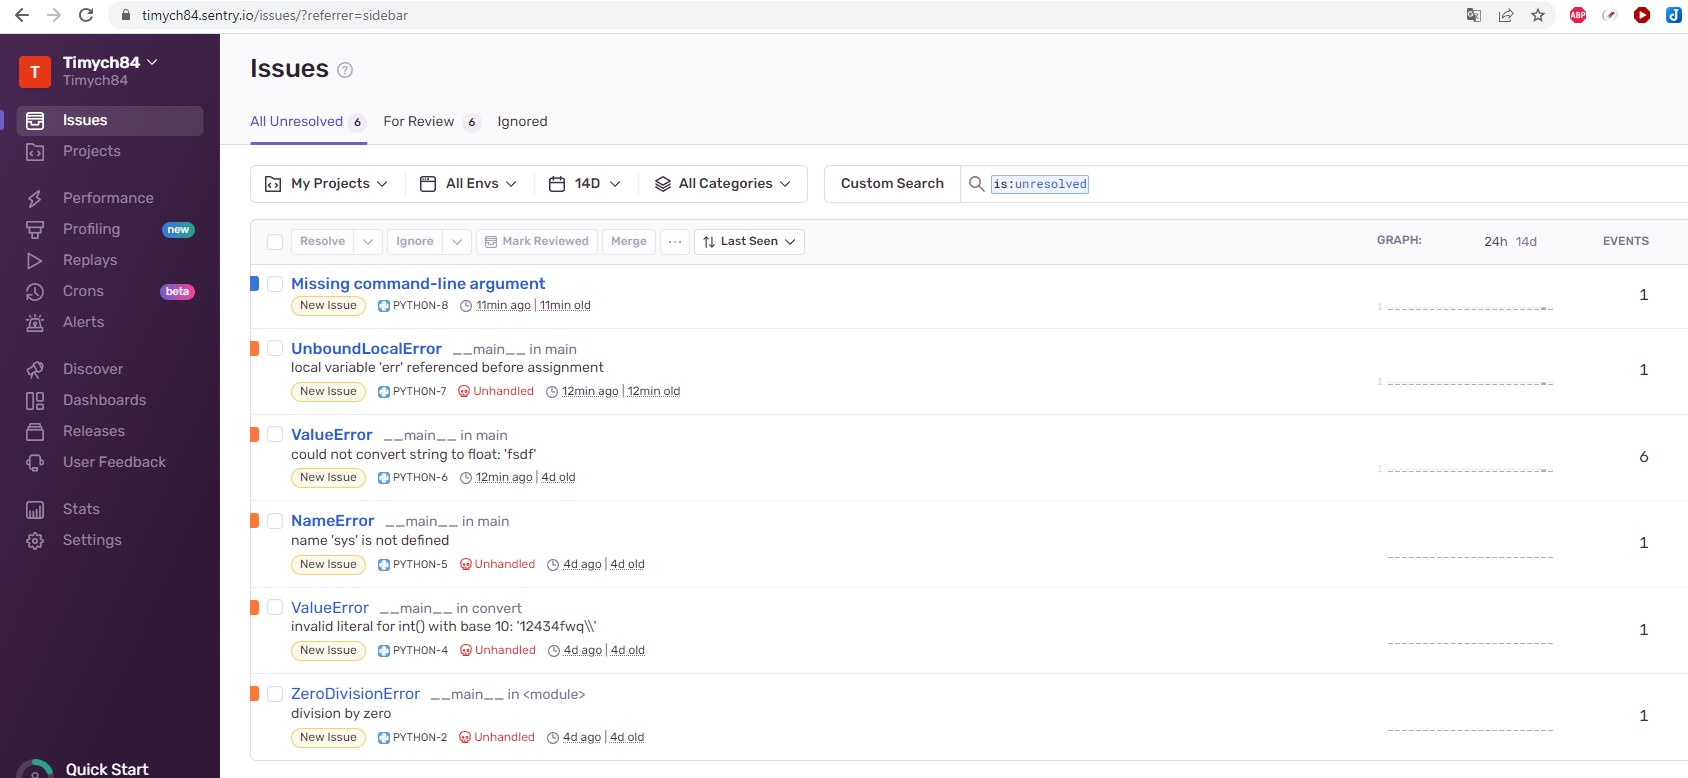 timych84.sentry.io/issues/?referrer=sidebar
ABP
T
Timych84
Timych84
Issues
Projects
Performance
Profiling new
Replays
Crons beta
Alerts
Discover
Dashboards
Releases
User Feedback
Stats
Settings
Quick Start
Issues ?
All Unresolved 6 For Review 6 Ignored
My Projects All Envs 14D All Categories Custom Search is:unresolved
Resolve Ignore Mark Reviewed Merge ... Last Seen GRAPH: 24h 14d EVENTS
Missing command-line argument
New Issue PYTHON-8 11min ago | 11min old 1 1
UnboundLocalError __main__ in main
local variable 'err' referenced before assignment
New Issue PYTHON-7 Unhandled 12min ago | 12min old 1 1
ValueError __main__ in main
could not convert string to float: 'fsdf'
New Issue PYTHON-6 12min ago | 4d old 1 6
NameError __main__ in main
name 'sys' is not defined
New Issue PYTHON-5 Unhandled 4d ago | 4d old 1
ValueError __main__ in convert
invalid literal for int() with base 10: '12434fwq\\'
New Issue PYTHON-4 Unhandled 4d ago | 4d old 1
ZeroDivisionError __main__ in <module>
division by zero
New Issue PYTHON-2 Unhandled 4d ago | 4d old 1